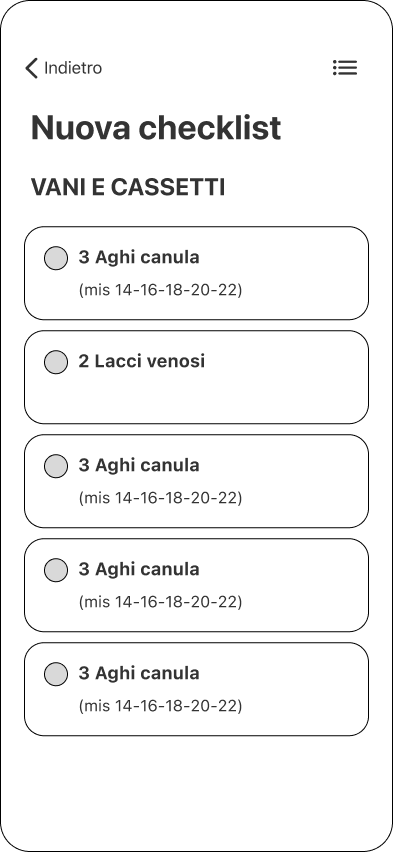 Indietro
Nuova checklist
VANI E CASSETTI
3 Aghi canula
(mis 14-16-18-20-22)
2 Lacci venosi
3 Aghi canula
(mis 14-16-18-20-22)
3 Aghi canula
(mis 14-16-18-20-22)
3 Aghi canula
(mis 14-16-18-20-22)